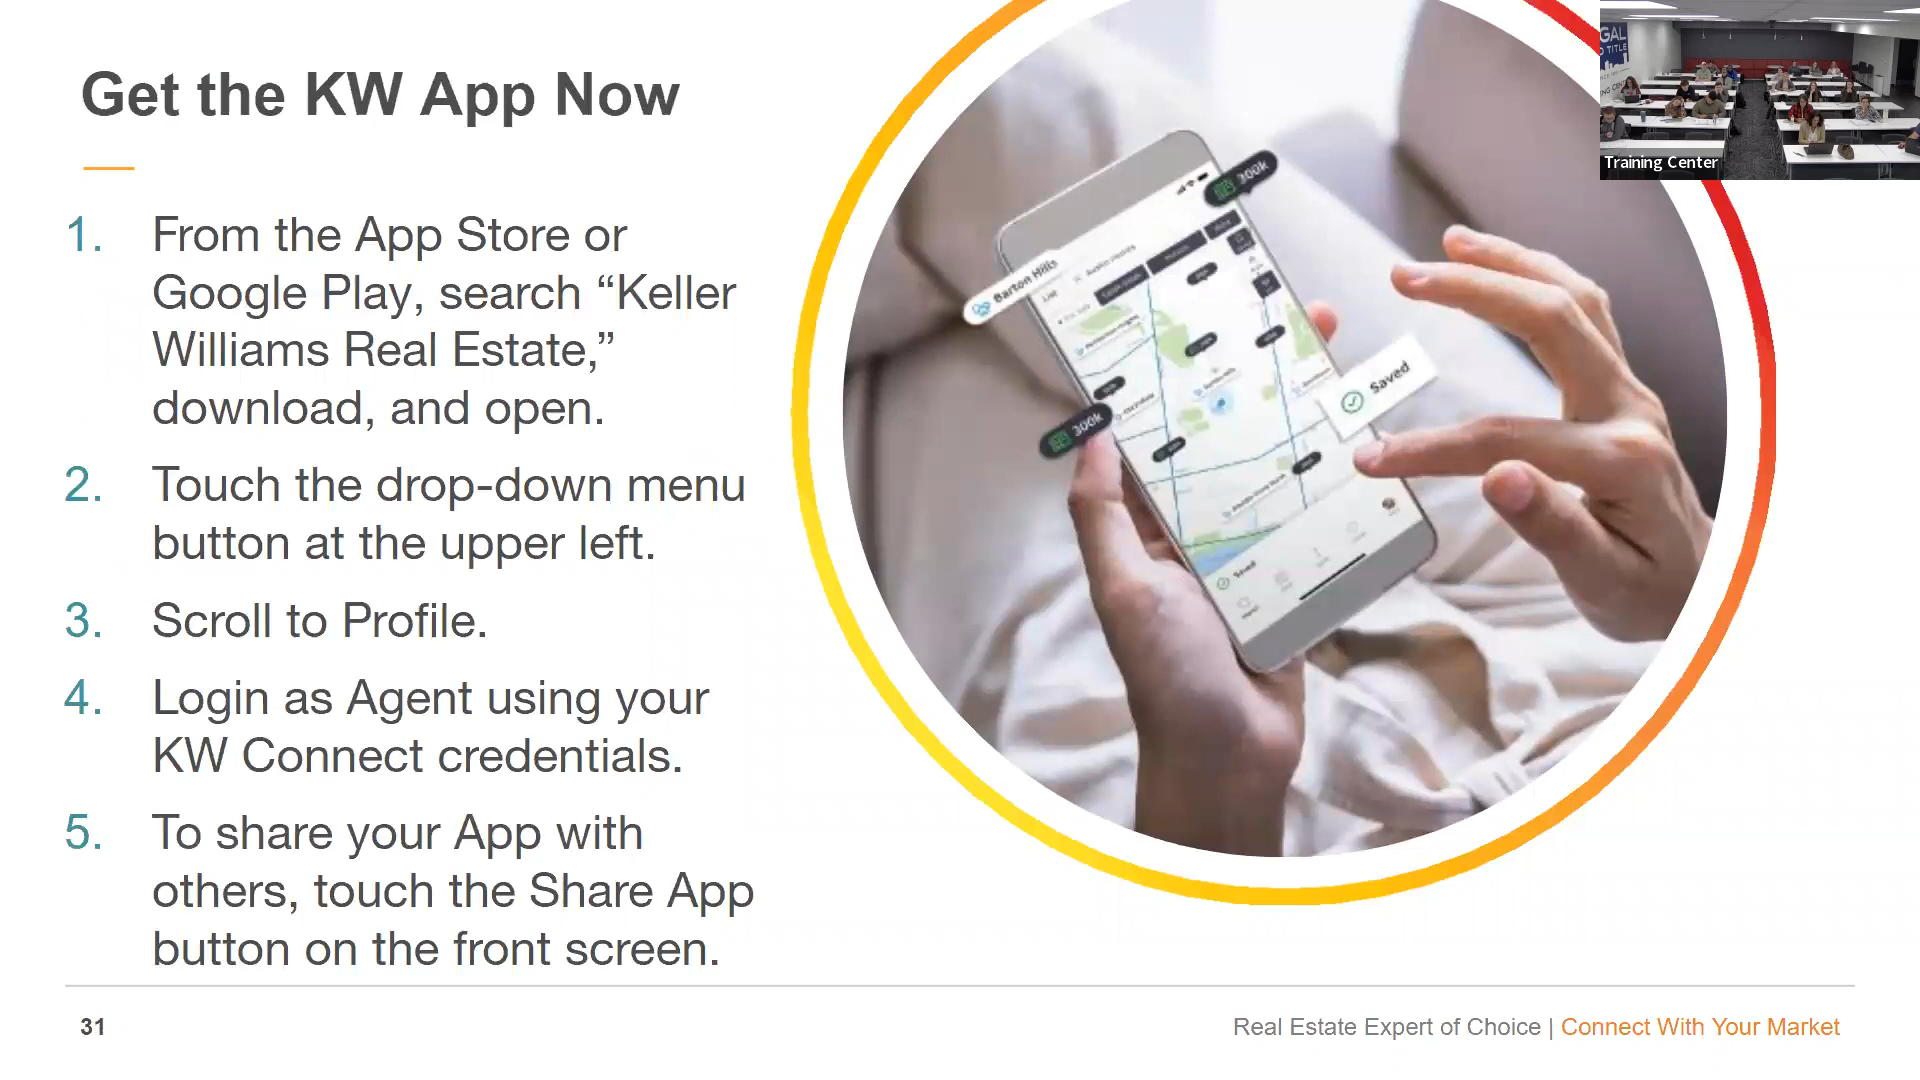 Get the KW App Now
1. From the App Store or
Google Play, search “Keller
Williams Real Estate,”
download, and open.
2. Touch the drop-down menu
button at the upper left.
3. Scroll to Profile.
4. Login as Agent using your
KW Connect credentials.
5. To share your App with
others, touch the Share App
button on the front screen.
31
Real Estate Expert of Choice | Connect With Your Market
300k
Barton Hills
List
300k
Saved
Saved
GAL
TITLE
Training Center